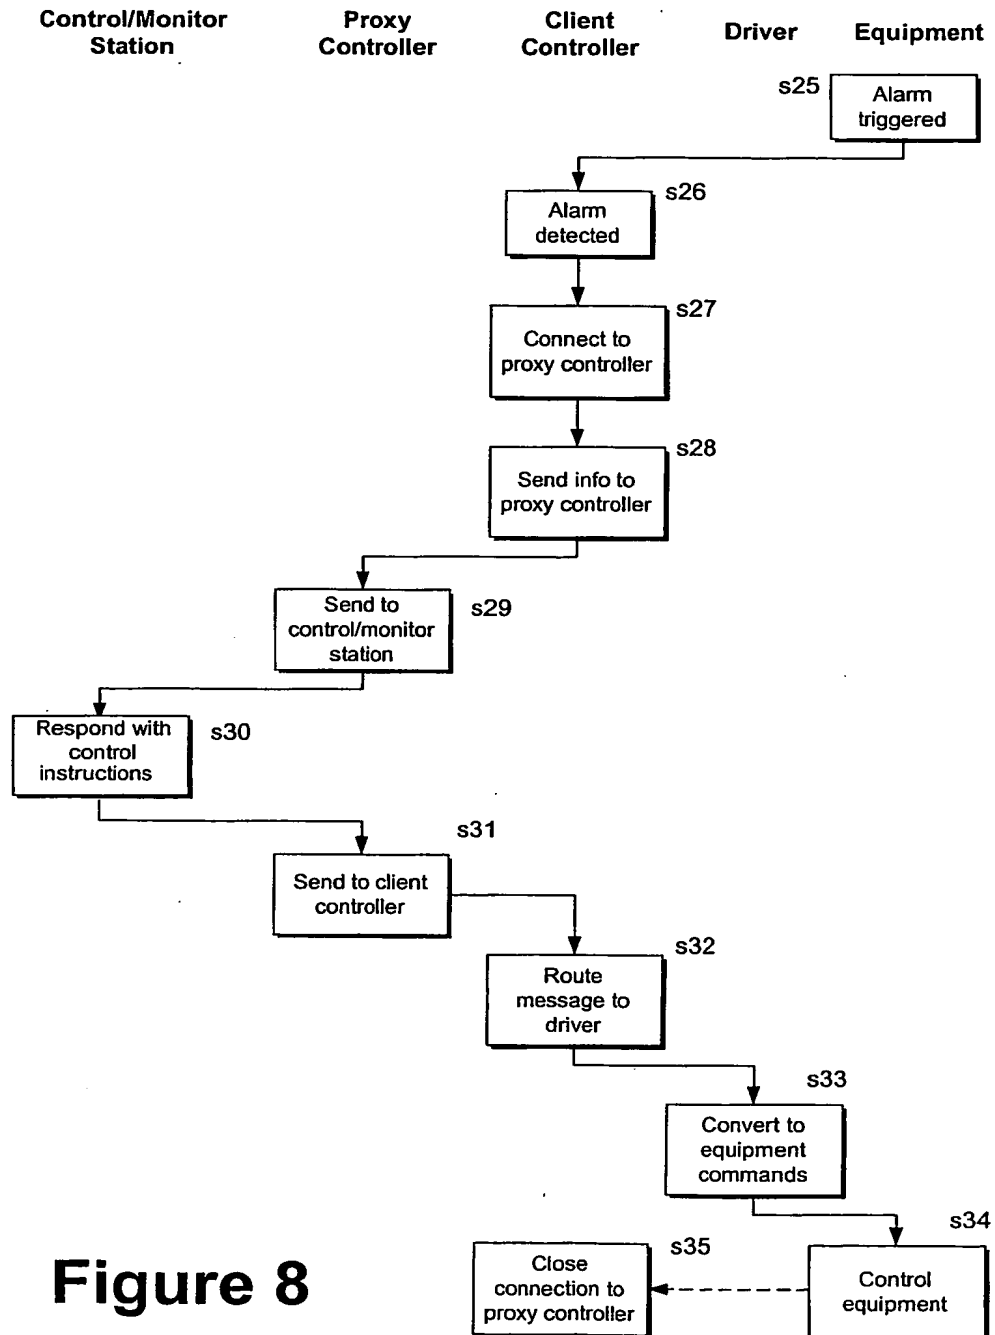 Control/Monitor
Station
Proxy
Controller
Client
Controller
Driver
Equipment
s25
Alarm
triggered
s26
Alarm
detected
s27
Connect to
proxy controller
s28
Send info to
proxy controller
s29
Send to
control/monitor
station
s30
Respond with
control
instructions
s31
Send to client
controller
s32
Route
message to
driver
s33
Convert to
equipment
commands
s34
Control
equipment
s35
Close
connection to
proxy controller
Figure 8